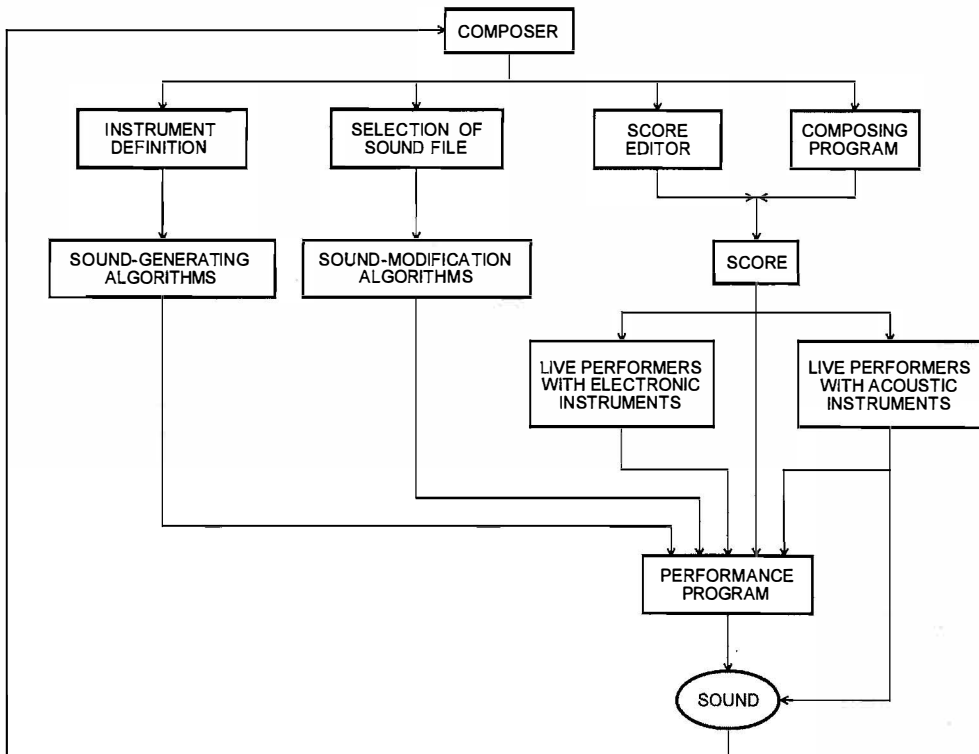 COMPOSER
INSTRUMENT
DEFINITION
SELECTION OF
SOUND FILE
SCORE
EDITOR
COMPOSING
PROGRAM
SOUND-GENERATING
ALGORITHMS
SOUND-MODIFICATION
ALGORITHMS
SCORE
LIVE PERFORMERS
WITH ELECTRONIC
INSTRUMENTS
LIVE PERFORMERS
WITH ACOUSTIC
INSTRUMENTS
PERFORMANCE
PROGRAM
SOUND